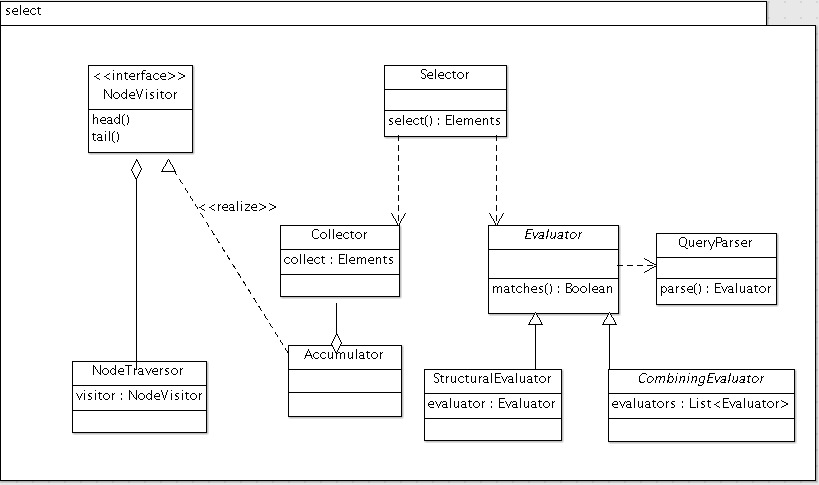 select
<<interface>>
NodeVisitor
head()
tail()
Selector
select() : Elements
<<realize>>
Collector
collect : Elements
Evaluator
matches() : Boolean
QueryParser
parse() : Evaluator
NodeTraversor
visitor : NodeVisitor
Accumulator
StructuralEvaluator
evaluator : Evaluator
CombiningEvaluator
evaluators : List<Evaluator>